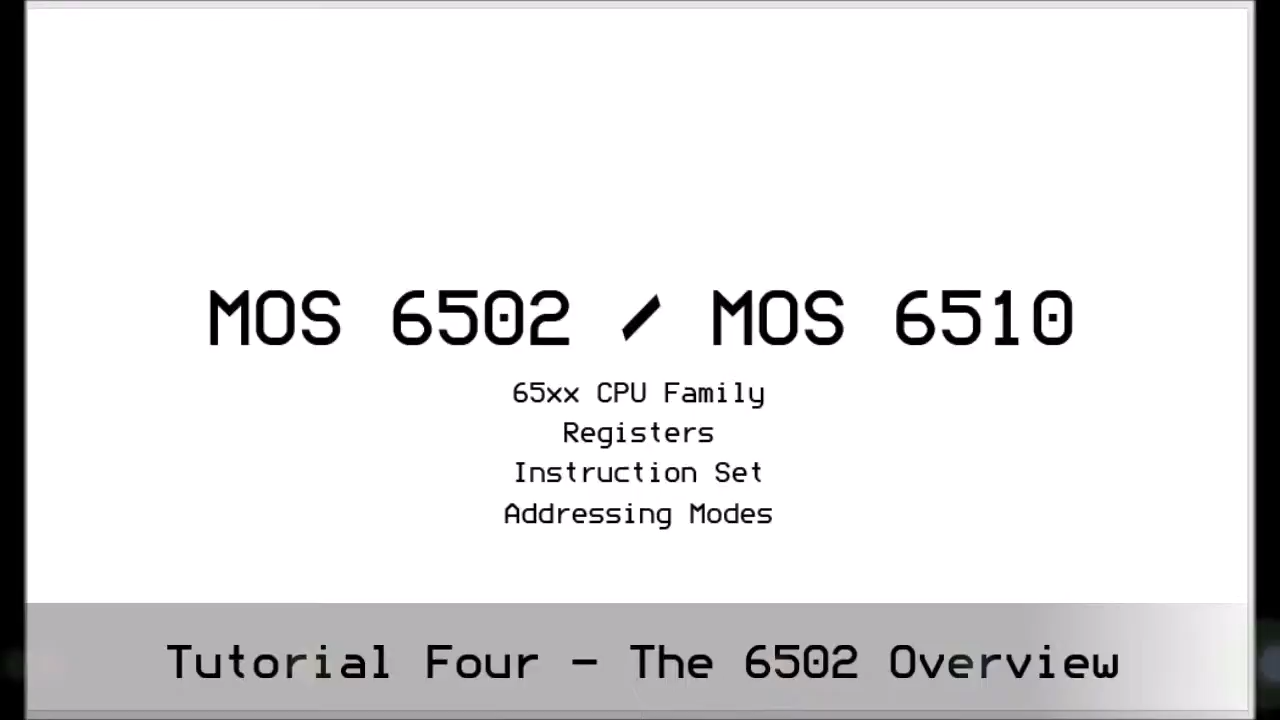 MOS 6502 / MOS 6510
65xx CPU Family
Registers
Instruction Set
Addressing Modes
Tutorial Four - The 6502 Overview